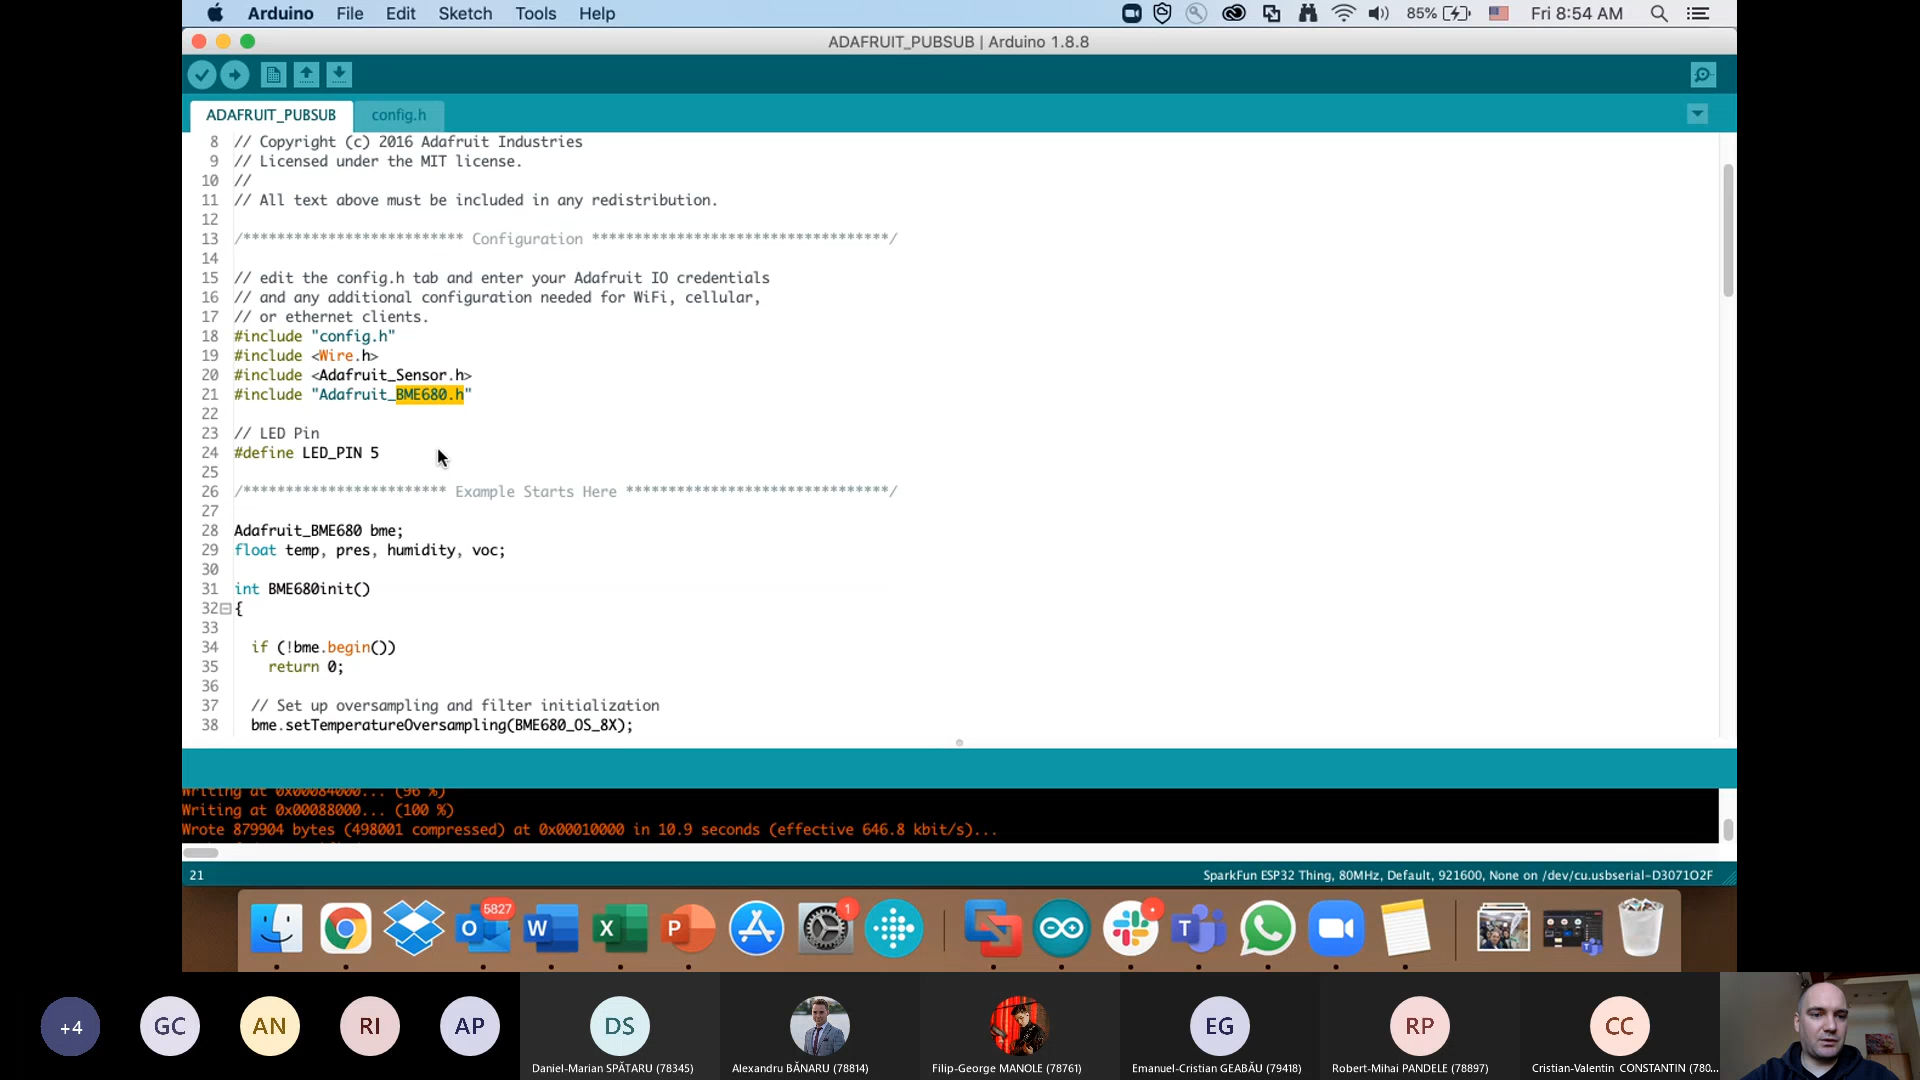 Arduino File Edit Sketch Tools Help 85% Fri 8:54 AM
ADAFRUIT_PUBSUB | Arduino 1.8.8
ADAFRUIT_PUBSUB config.h
8 // Copyright (c) 2016 Adafruit Industries
9 // Licensed under the MIT license.
10 //
11 // All text above must be included in any redistribution.
12
13 /************************** Configuration ***********************************/
14
15 // edit the config.h tab and enter your Adafruit IO credentials
16 // and any additional configuration needed for WiFi, cellular,
17 // or ethernet clients.
18 #include "config.h"
19 #include <Wire.h>
20 #include <Adafruit_Sensor.h>
21 #include "Adafruit_BME680.h"
22
23 // LED Pin
24 #define LED_PIN 5
25
26 /************************ Example Starts Here *******************************/
27
28 Adafruit_BME680 bme;
29 float temp, pres, humidity, voc;
30
31 int BME680init()
32 {
33
34 if (!bme.begin())
35 return 0;
36
37 // Set up oversampling and filter initialization
38 bme.setTemperatureOversampling(BME680_OS_8X);
Writing at 0x00084000... (96 %)
Writing at 0x00088000... (100 %)
Wrote 879904 bytes (498001 compressed) at 0x00010000 in 10.9 seconds (effective 646.8 kbit/s)...
21 SparkFun ESP32 Thing, 80MHz, Default, 921600, None on /dev/cu.usbserial-D3071O2F
5827 1
O W X P T
+4 GC AN RI AP DS EG RP CC
Daniel-Marian SPĂTARU (78345) Alexandru BĂNARU (78814) Filip-George MANOLE (78761) Emanuel-Cristian GEABĂU (79418) Robert-Mihai PANDELE (78897) Cristian-Valentin CONSTANTIN (780...